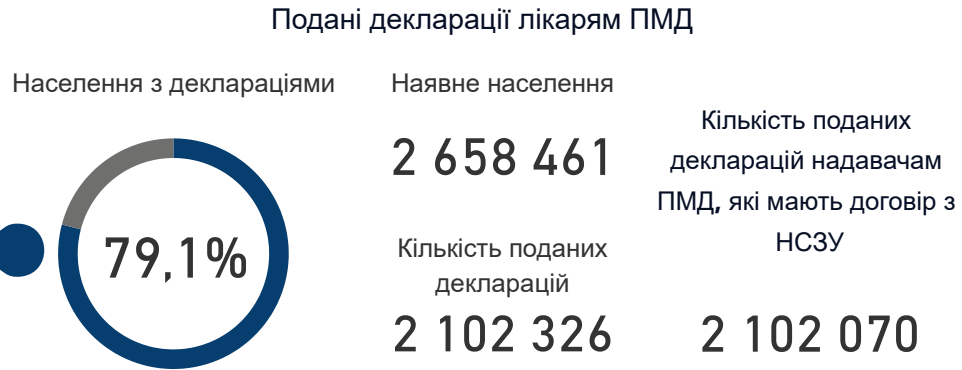 Подані декларації лікарям ПМД
Населення з деклараціями
79,1%
Наявне населення
2 658 461
Кількість поданих
декларацій
2 102 326
Кількість поданих
декларацій надавачам
ПМД, які мають договір з
НСЗУ
2 102 070